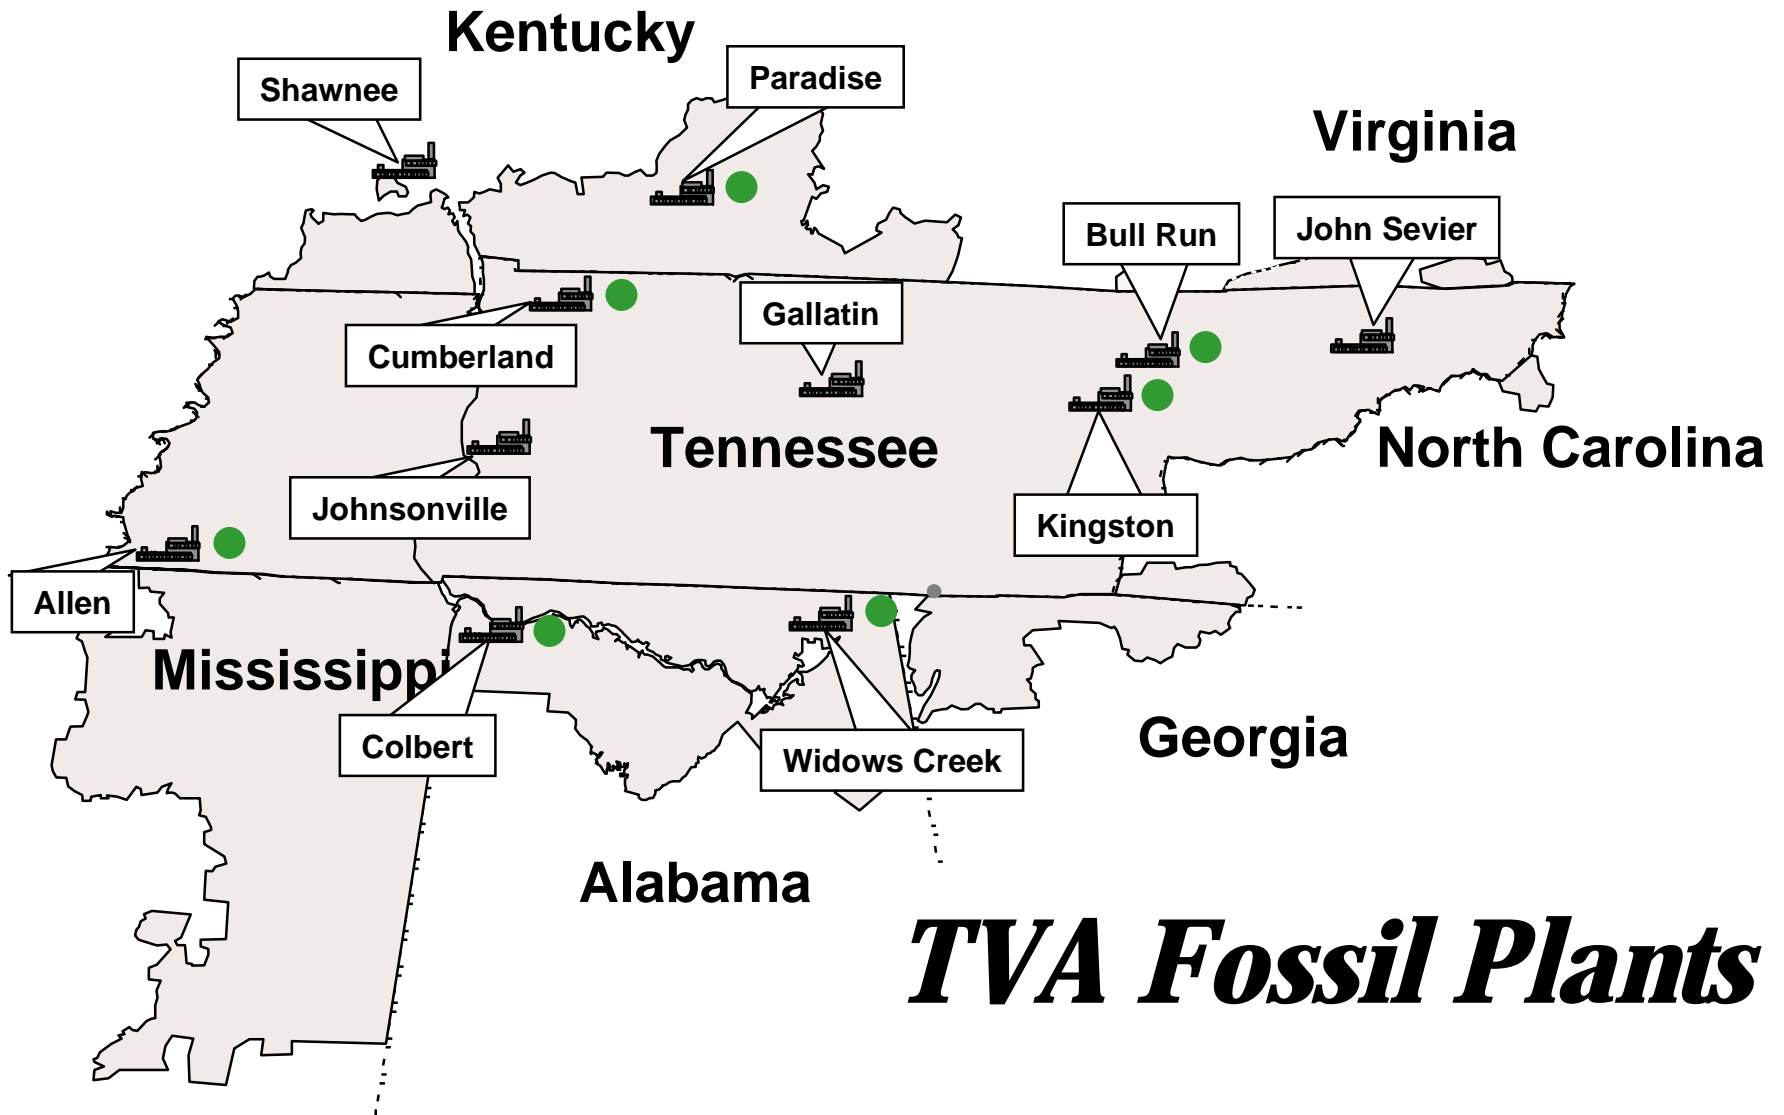 Kentucky
Shawnee
Paradise
Virginia
Bull Run
John Sevier
Gallatin
Cumberland
Tennessee
North Carolina
Johnsonville
Kingston
Allen
Mississippi
Colbert
Widows Creek
Georgia
Alabama
TVA Fossil Plants